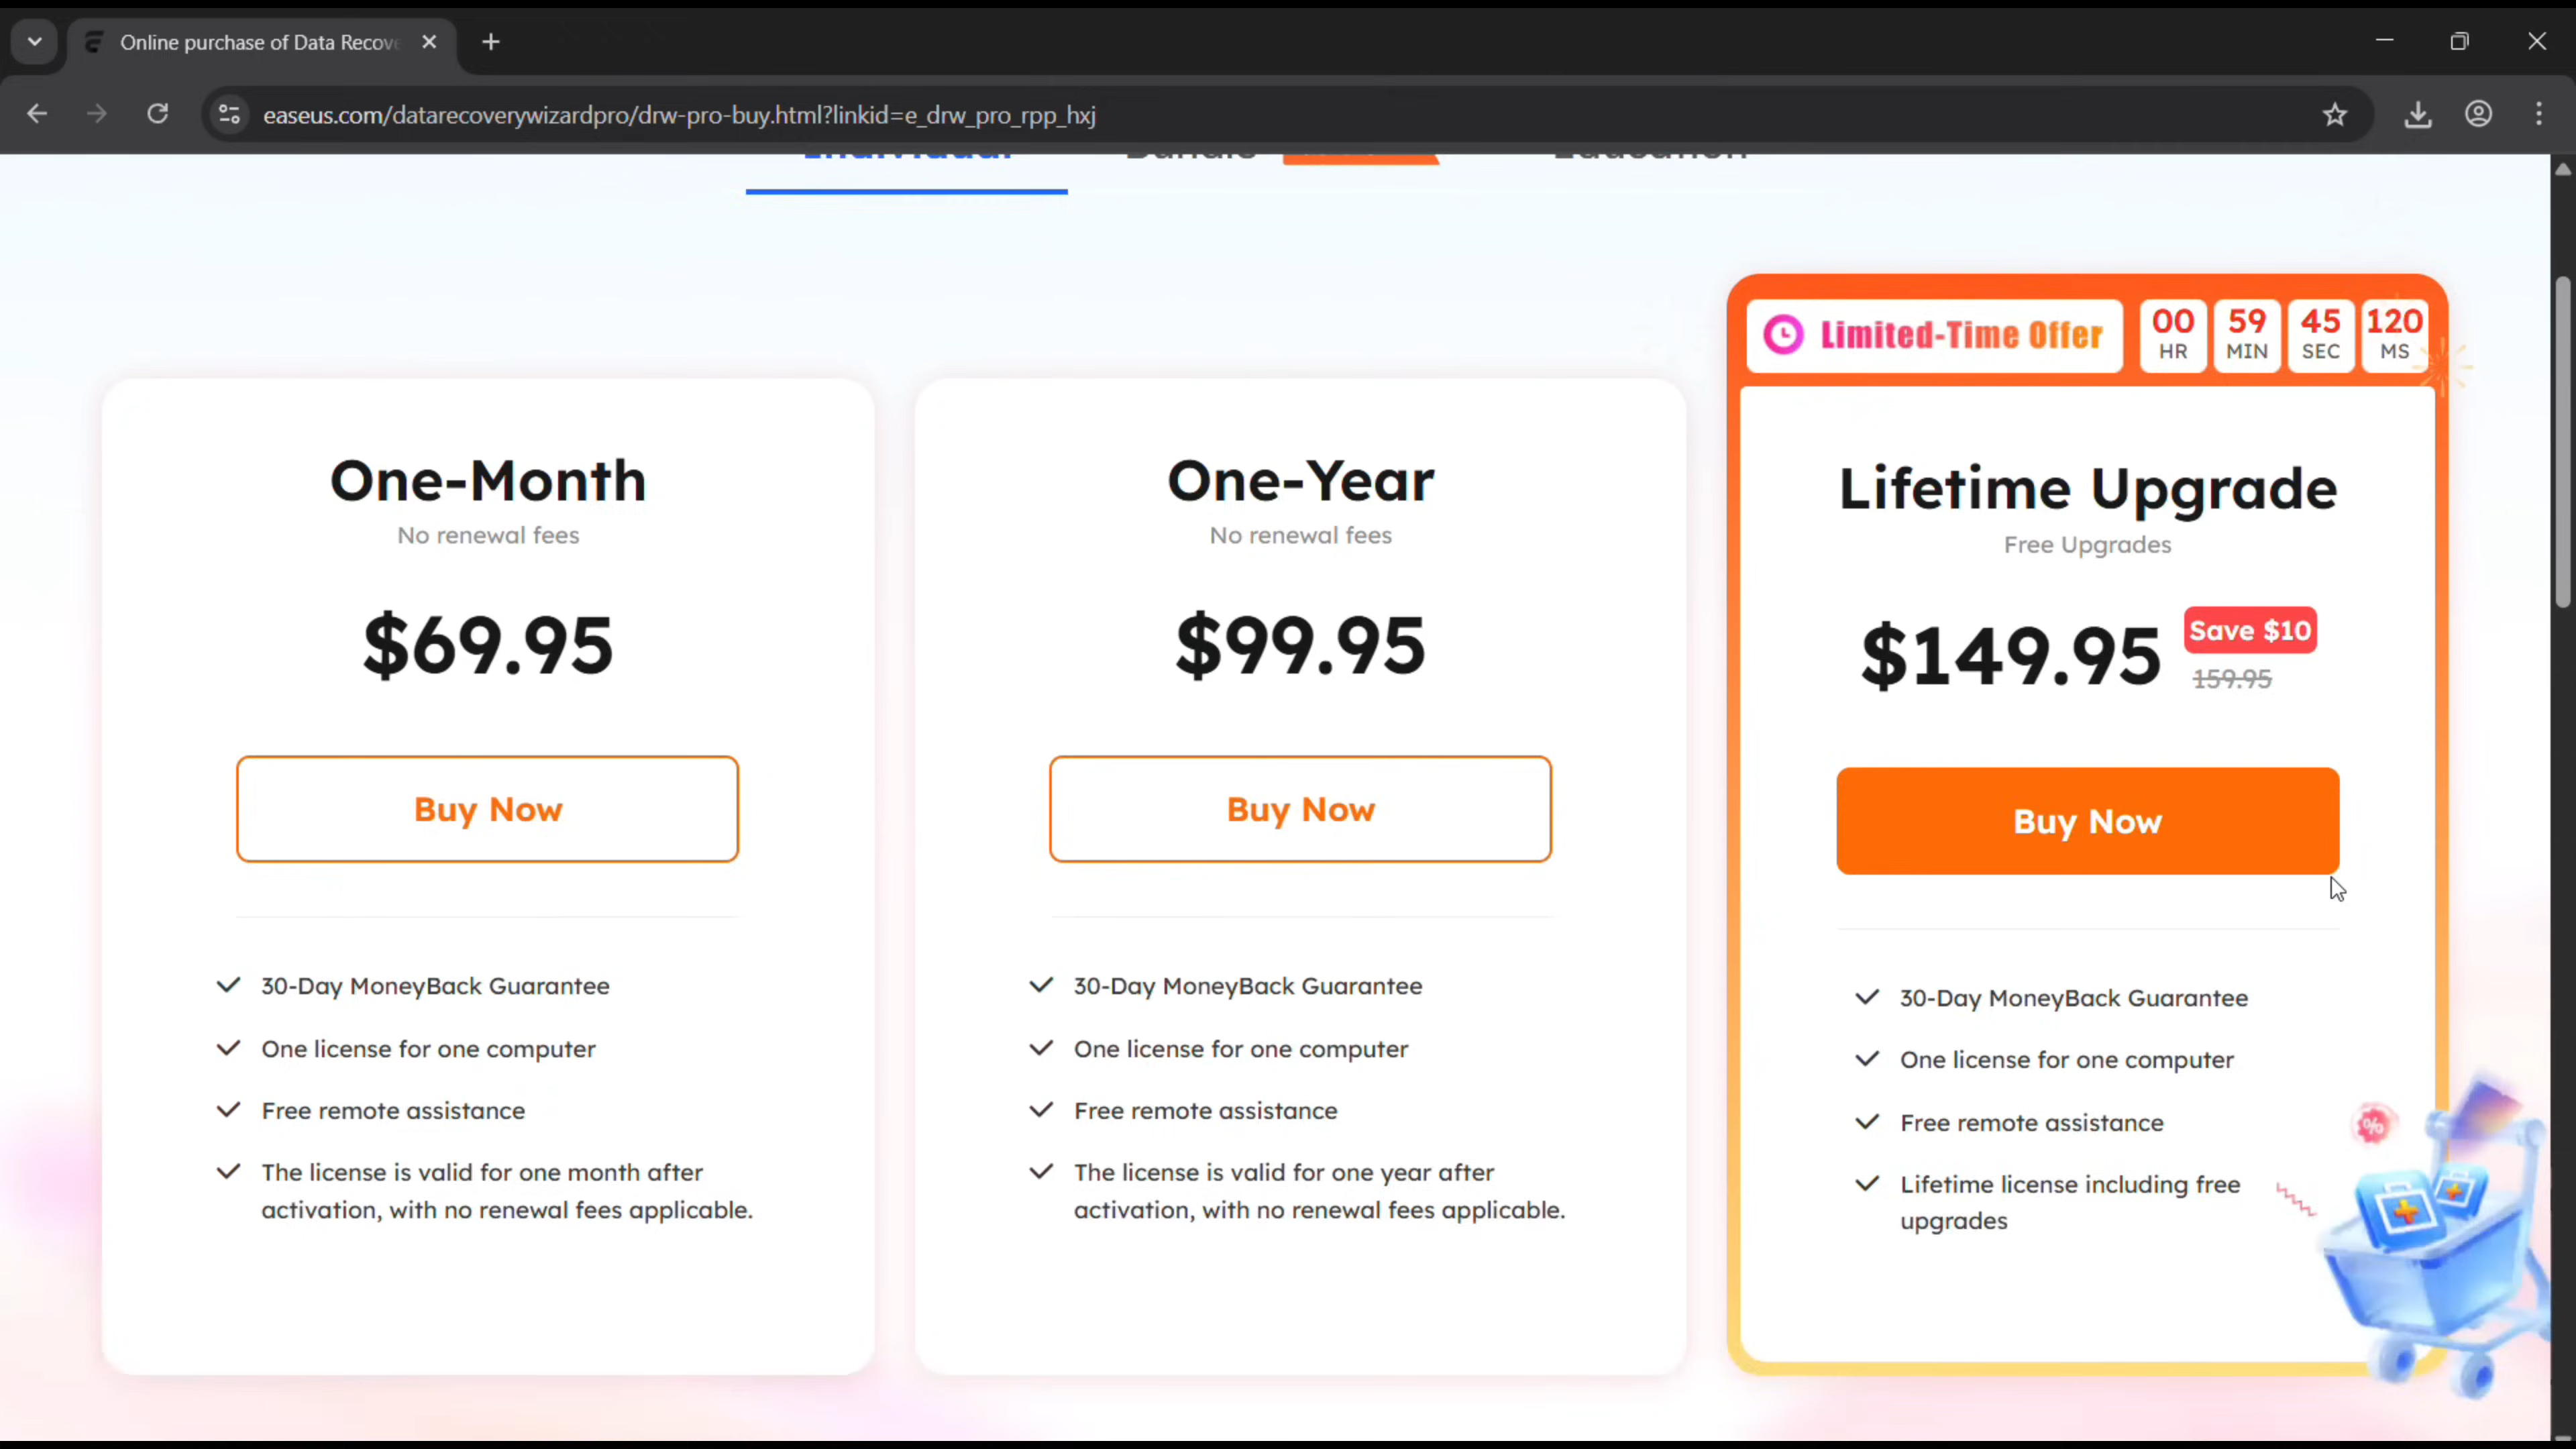 Online purchase of Data Recove
easeus.com/datarecoverywizardpro/drw-pro-buy.html?linkid=e_drw_pro_rpp_hxj
Individual
Bundle
Education
Limited-Time Offer
00 59 45 120
HR MIN SEC MS
One-Month
No renewal fees
$69.95
Buy Now
30-Day MoneyBack Guarantee
One license for one computer
Free remote assistance
The license is valid for one month after
activation, with no renewal fees applicable.
One-Year
No renewal fees
$99.95
Buy Now
30-Day MoneyBack Guarantee
One license for one computer
Free remote assistance
The license is valid for one year after
activation, with no renewal fees applicable.
Lifetime Upgrade
Free Upgrades
$149.95
Save $10
159.95
Buy Now
30-Day MoneyBack Guarantee
One license for one computer
Free remote assistance
Lifetime license including free
upgrades
%